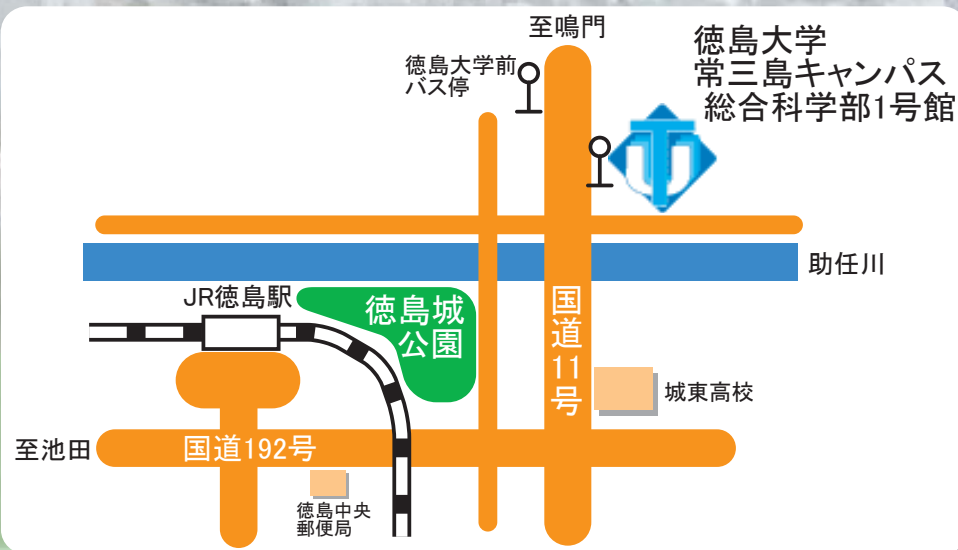 至鳴門
徳島大学
常三島キャンパス
総合科学部1号館
徳島大学前
バス停
助任川
JR徳島駅
徳島城
公園
国道11号
城東高校
至池田
国道192号
徳島中央
郵便局